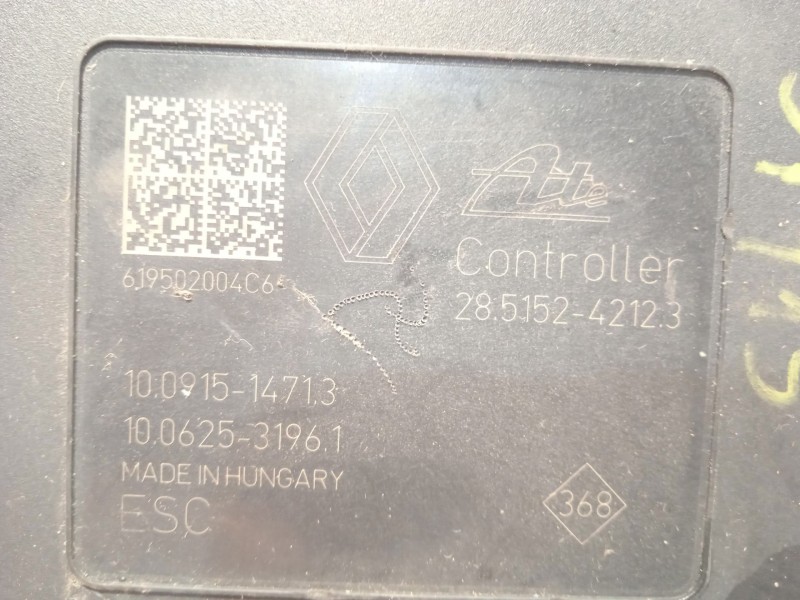 Ate
619502004C6
Controller
28.5152-4212.3
10.0915-1471.3
10.0625-3196.1
MADE IN HUNGARY
ESC
368